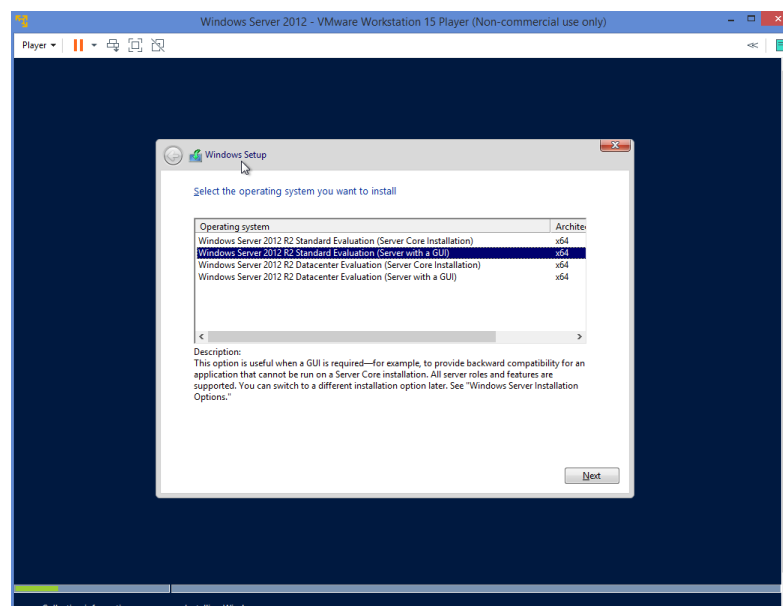 Windows Server 2012 - VMware Workstation 15 Player (Non-commercial use only)
Player
Windows Setup
Select the operating system you want to install
Operating system Architec
Windows Server 2012 R2 Standard Evaluation (Server Core Installation) x64
Windows Server 2012 R2 Standard Evaluation (Server with a GUI) x64
Windows Server 2012 R2 Datacenter Evaluation (Server Core Installation) x64
Windows Server 2012 R2 Datacenter Evaluation (Server with a GUI) x64
Description:
This option is useful when a GUI is required—for example, to provide backward compatibility for an
application that cannot be run on a Server Core installation. All server roles and features are
supported. You can switch to a different installation option later. See "Windows Server Installation
Options."
Next